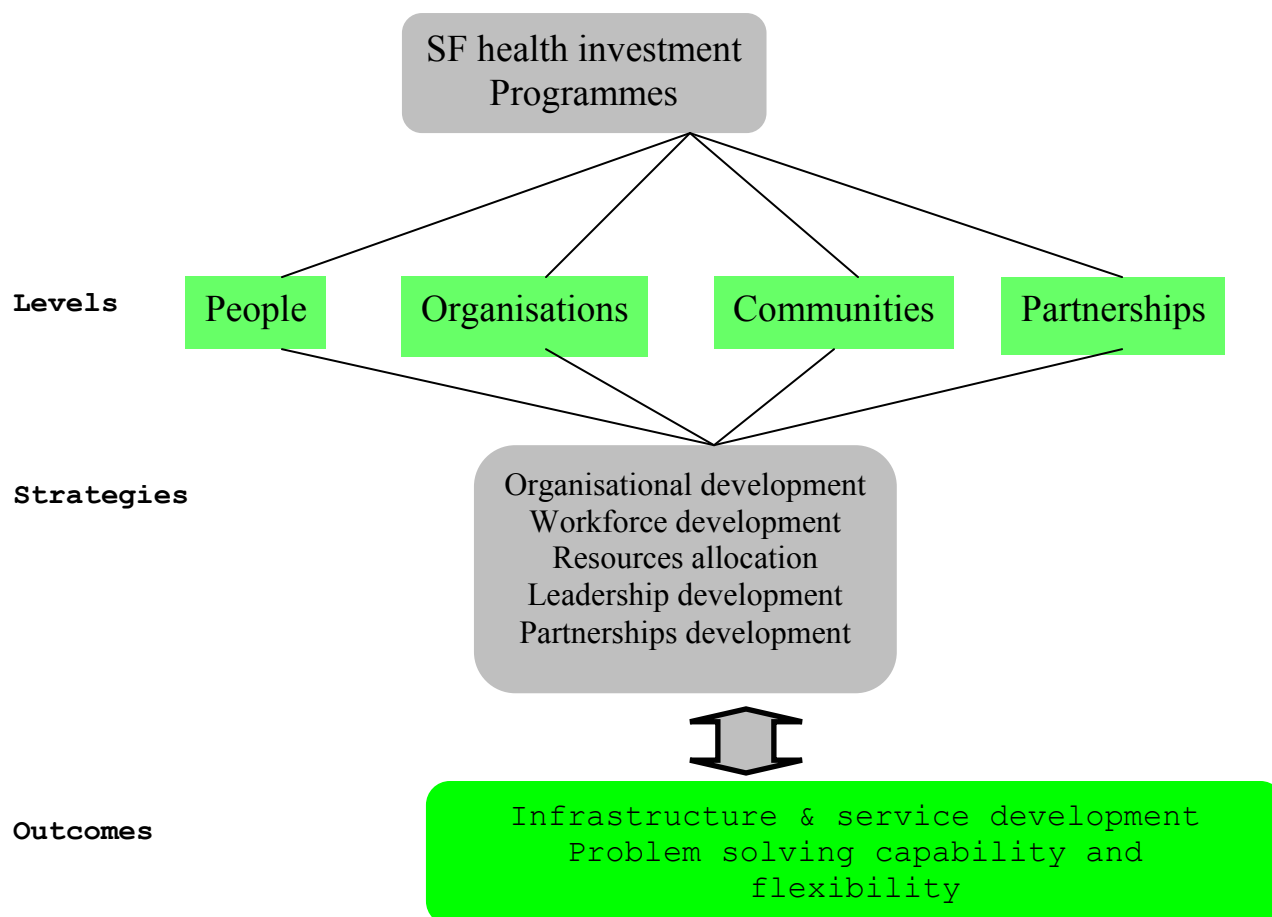 SF health investment
Programmes
Levels
People
Organisations
Communities
Partnerships
Strategies
Organisational development
Workforce development
Resources allocation
Leadership development
Partnerships development
Outcomes
Infrastructure & service development
Problem solving capability and
flexibility